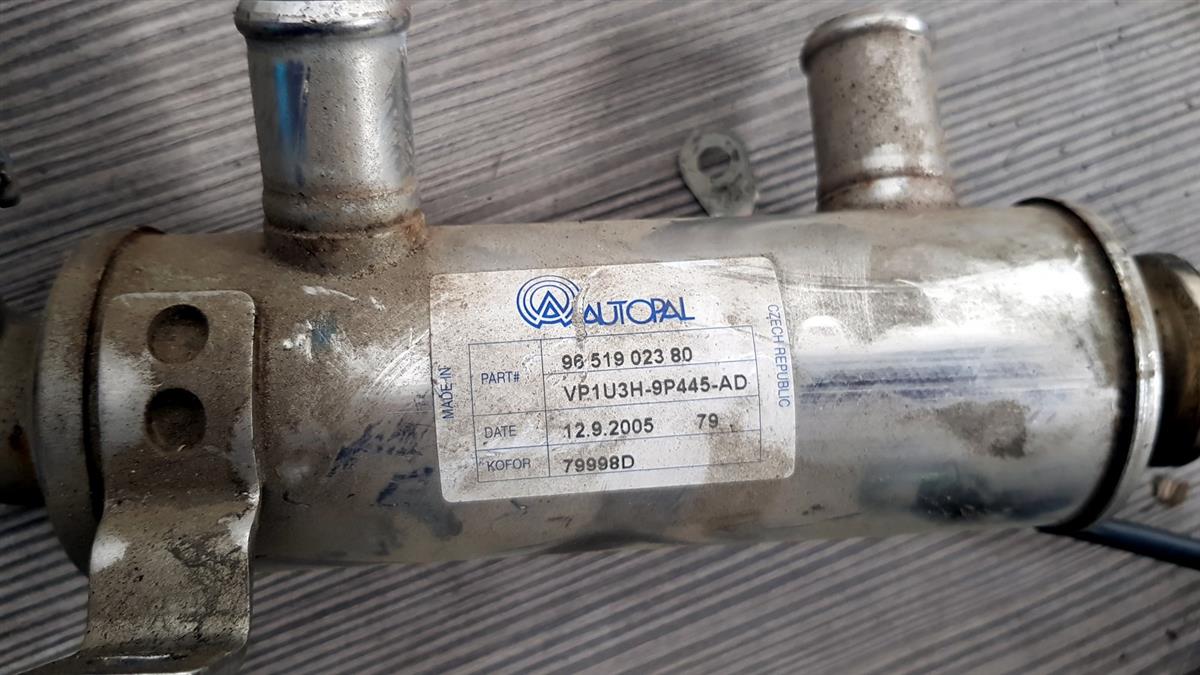 AUTOPAL
MADE IN
CZECH REPUBLIC
PART# 96 519 023 80
VP1U3H-9P445-AD
DATE 12.9.2005 79
KOFOR 79998D